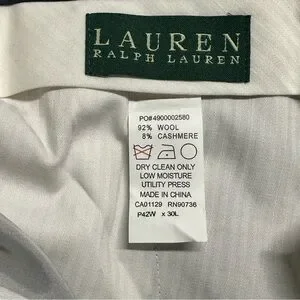 LAUREN
RALPH LAUREN
PO#4900002580
92% WOOL
8% CASHMERE
DRY CLEAN ONLY
LOW MOISTURE
UTILITY PRESS
MADE IN CHINA
CA01129 RN90736
P42W x 30L